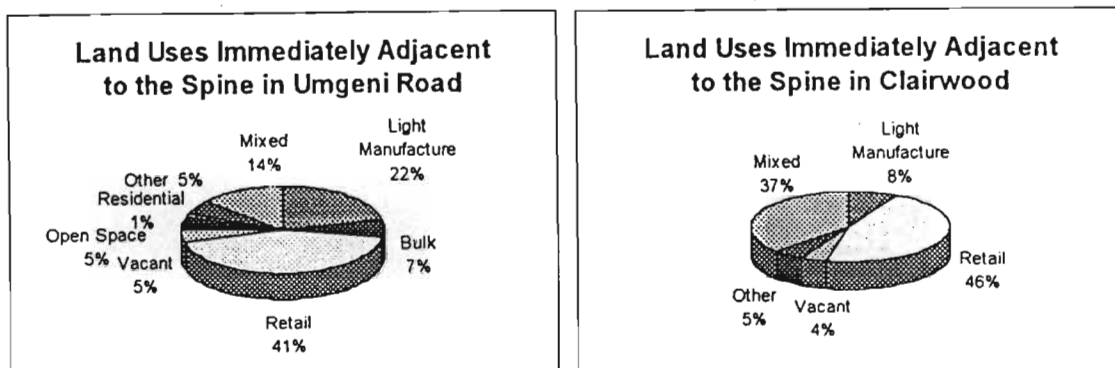 Land Uses Immediately Adjacent
to the Spine in Umgeni Road
Mixed
14%
Light
Manufacture
22%
Other 5%
Residential
1%
Open Space
5%
Vacant
5%
Bulk
7%
Retail
41%
Land Uses Immediately Adjacent
to the Spine in Clairwood
Light
Manufacture
8%
Mixed
37%
Retail
46%
Other
5%
Vacant
4%